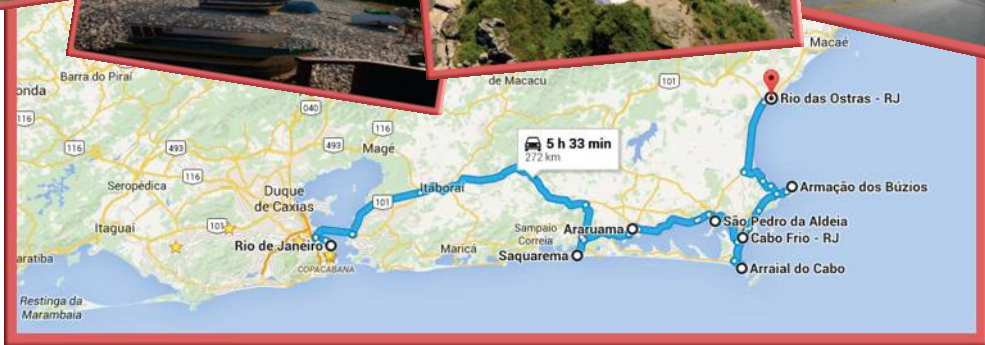 Macaé
Barra do Piraí
de Macacu
101
onda
Rio das Ostras - RJ
040
116
116
5 h 33 min
272 km
493
493
Magé
116
116
Seropédica
Duque
de Caxias
101
Itaboraí
Armação dos Búzios
Itaguaí
101
São Pedro da Aldeia
Sampaio
Correia
Araruama
Rio de Janeiro
Maricá
Cabo Frio - RJ
aratiba
COPACABANA
Saquarema
Arraial do Cabo
Restinga da
Marambaia